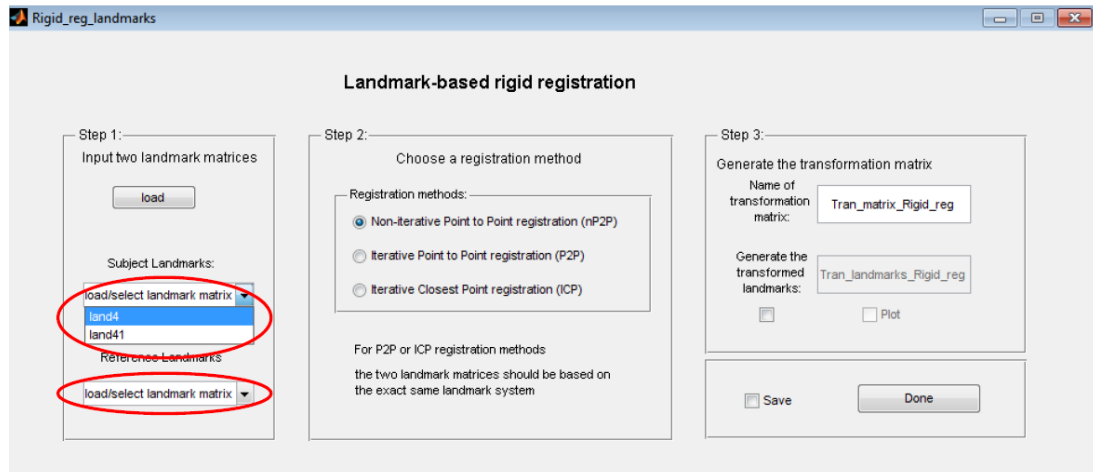 Rigid_reg_landmarks
Landmark-based rigid registration
Step 1:
Input two landmark matrices
load
Subject Landmarks:
load/select landmark matrix
land4
land41
Reference Landmarks
load/select landmark matrix
Step 2:
Choose a registration method
Registration methods:
Non-iterative Point to Point registration (nP2P)
Iterative Point to Point registration (P2P)
Iterative Closest Point registration (ICP)
For P2P or ICP registration methods
the two landmark matrices should be based on
the exact same landmark system
Step 3:
Generate the transformation matrix
Name of
transformation
matrix:
Tran_matrix_Rigid_reg
Generate the
transformed
landmarks:
Tran_landmarks_Rigid_reg
Plot
Save
Done